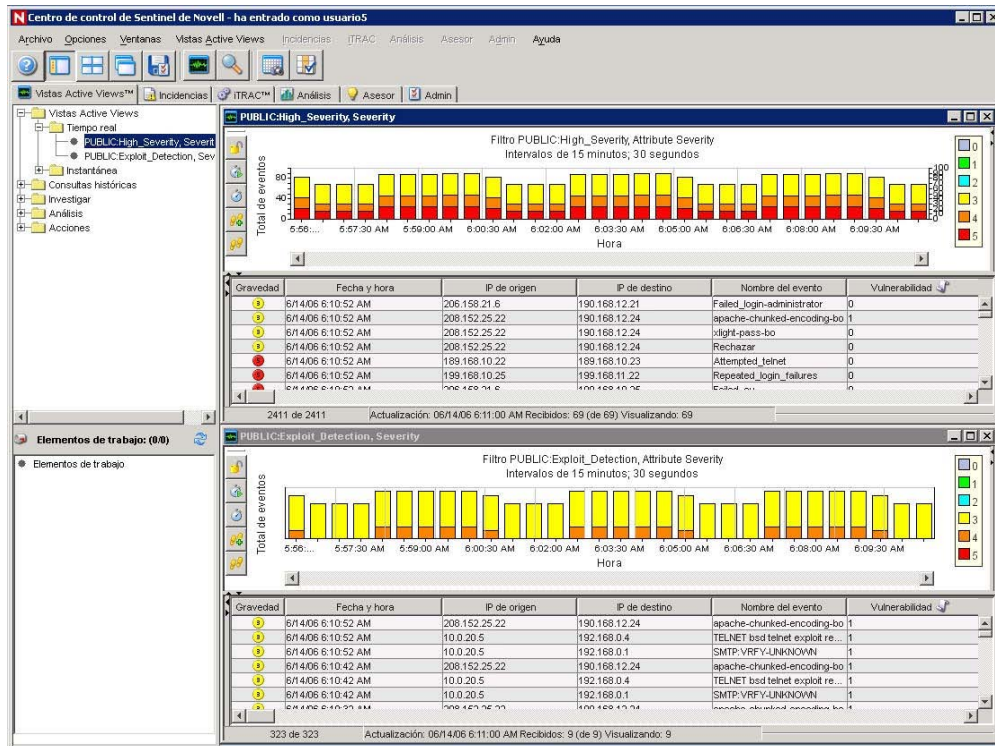 Centro de control de Sentinel de Novell - ha entrado como usuario5
Archivo Opciones Ventanas Vistas Active Views Incidencias iTRAC Análisis Asesor Admin Ayuda
Vistas Active Views™ Incidencias iTRAC™ Análisis Asesor Admin
Vistas Active Views
Tiempo real
PUBLIC:High_Severity, Severit
PUBLIC:Exploit_Detection, Sev
Instantánea
Consultas históricas
Investigar
Análisis
Acciones
Elementos de trabajo: (0/0)
Elementos de trabajo
PUBLIC:High_Severity, Severity
Filtro PUBLIC:High_Severity, Attribute Severity
Intervalos de 15 minutos; 30 segundos
Total de eventos
80
40
0
100
5:56:... 5:57:30 AM 5:59:00 AM 6:00:30 AM 6:02:00 AM 6:03:30 AM 6:05:00 AM 6:06:30 AM 6:08:00 AM 6:09:30 AM
Hora
0
1
2
3
4
5
Gravedad Fecha y hora IP de origen IP de destino Nombre del evento Vulnerabilidad
3 6/14/06 6:10:52 AM 206.158.21.6 190.168.12.21 Failed_login-administrator 0
3 6/14/06 6:10:52 AM 208.152.25.22 190.168.12.24 apache-chunked-encoding-bo 1
3 6/14/06 6:10:52 AM 208.152.25.22 190.168.12.24 xlight-pass-bo 0
3 6/14/06 6:10:52 AM 208.152.25.22 190.168.12.24 Rechazar 0
5 6/14/06 6:10:52 AM 189.168.10.22 189.168.10.23 Attempted_telnet 0
5 6/14/06 6:10:52 AM 199.168.10.25 199.168.11.22 Repeated_login_failures 0
2411 de 2411 Actualización: 06/14/06 6:11:00 AM Recibidos: 69 (de 69) Visualizando: 69
PUBLIC:Exploit_Detection, Severity
Filtro PUBLIC:Exploit_Detection, Attribute Severity
Intervalos de 15 minutos; 30 segundos
Total de eventos
5:56:... 5:57:30 AM 5:59:00 AM 6:00:30 AM 6:02:00 AM 6:03:30 AM 6:05:00 AM 6:06:30 AM 6:08:00 AM 6:09:30 AM
Hora
0
1
2
3
4
5
Gravedad Fecha y hora IP de origen IP de destino Nombre del evento Vulnerabilidad
3 6/14/06 6:10:52 AM 208.152.25.22 190.168.12.24 apache-chunked-encoding-bo 1
3 6/14/06 6:10:52 AM 10.0.20.5 192.168.0.4 TELNET bsd telnet exploit re... 1
3 6/14/06 6:10:52 AM 10.0.20.5 192.168.0.1 SMTP:VRFY-UNKNOWN 1
3 6/14/06 6:10:42 AM 208.152.25.22 190.168.12.24 apache-chunked-encoding-bo 1
3 6/14/06 6:10:42 AM 10.0.20.5 192.168.0.4 TELNET bsd telnet exploit re... 1
3 6/14/06 6:10:42 AM 10.0.20.5 192.168.0.1 SMTP:VRFY-UNKNOWN 1
323 de 323 Actualización: 06/14/06 6:11:00 AM Recibidos: 9 (de 9) Visualizando: 9